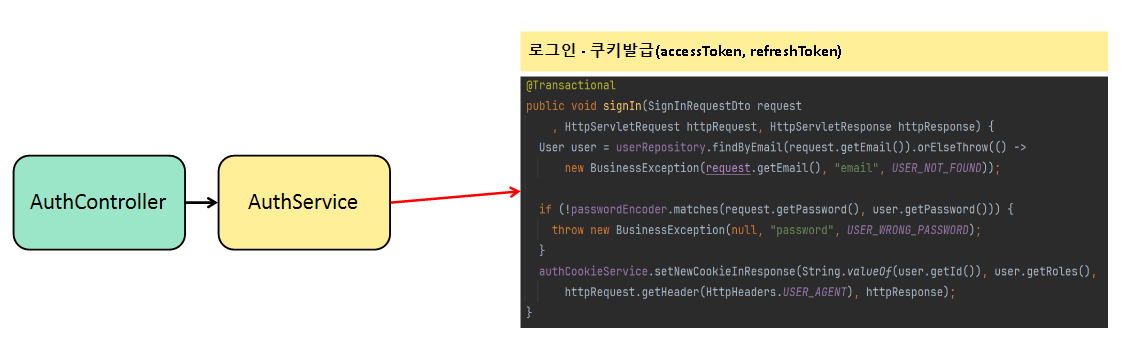 로그인 - 쿠키발급(accessToken, refreshToken)
AuthController
AuthService
@Transactional
public void signIn(SignInRequestDto request
, HttpServletRequest httpRequest, HttpServletResponse httpResponse) {
User user = userRepository.findByEmail(request.getEmail()).orElseThrow(() ->
new BusinessException(request.getEmail(), "email", USER_NOT_FOUND));
if (!passwordEncoder.matches(request.getPassword(), user.getPassword())) {
throw new BusinessException(null, "password", USER_WRONG_PASSWORD);
}
authCookieService.setNewCookieInResponse(String.valueOf(user.getId()), user.getRoles(),
httpRequest.getHeader(HttpHeaders.USER_AGENT), httpResponse);
}